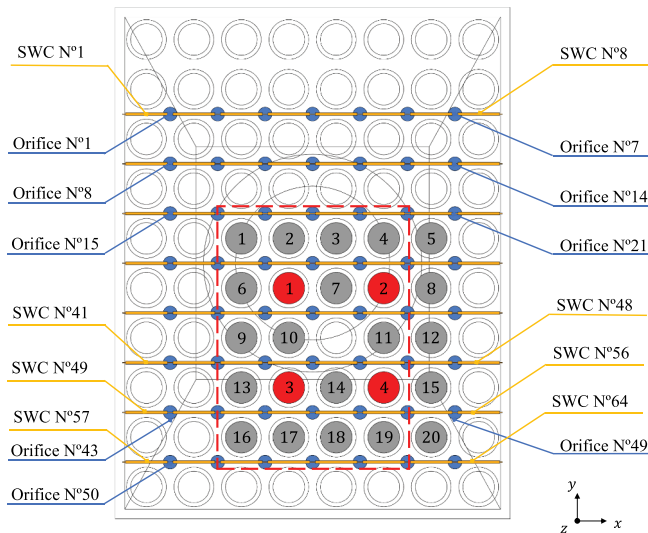 SWC Nº1
SWC Nº8
Orifice Nº1
Orifice Nº7
Orifice Nº8
Orifice Nº14
Orifice Nº15
Orifice Nº21
1 2 3 4 5
6 1 7 2 8
SWC Nº41
SWC Nº48
9 10 11 12
SWC Nº49
SWC Nº56
13 3 14 4 15
SWC Nº57
SWC Nº64
16 17 18 19 20
Orifice Nº43
Orifice Nº49
Orifice Nº50
y
z x